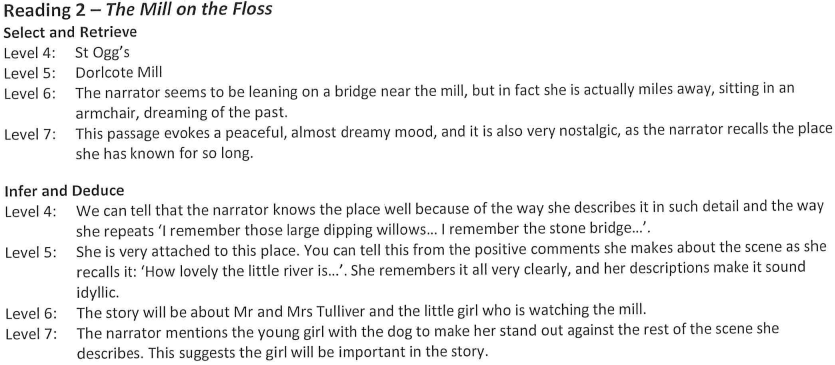 Reading 2 – The Mill on the Floss
Select and Retrieve
Level 4: St Ogg's
Level 5: Dorlcote Mill
Level 6: The narrator seems to be leaning on a bridge near the mill, but in fact she is actually miles away, sitting in an
armchair, dreaming of the past.
Level 7: This passage evokes a peaceful, almost dreamy mood, and it is also very nostalgic, as the narrator recalls the place
she has known for so long.
Infer and Deduce
Level 4: We can tell that the narrator knows the place well because of the way she describes it in such detail and the way
she repeats 'I remember those large dipping willows... I remember the stone bridge...'.
Level 5: She is very attached to this place. You can tell this from the positive comments she makes about the scene as she
recalls it: 'How lovely the little river is...'. She remembers it all very clearly, and her descriptions make it sound
idyllic.
Level 6: The story will be about Mr and Mrs Tulliver and the little girl who is watching the mill.
Level 7: The narrator mentions the young girl with the dog to make her stand out against the rest of the scene she
describes. This suggests the girl will be important in the story.